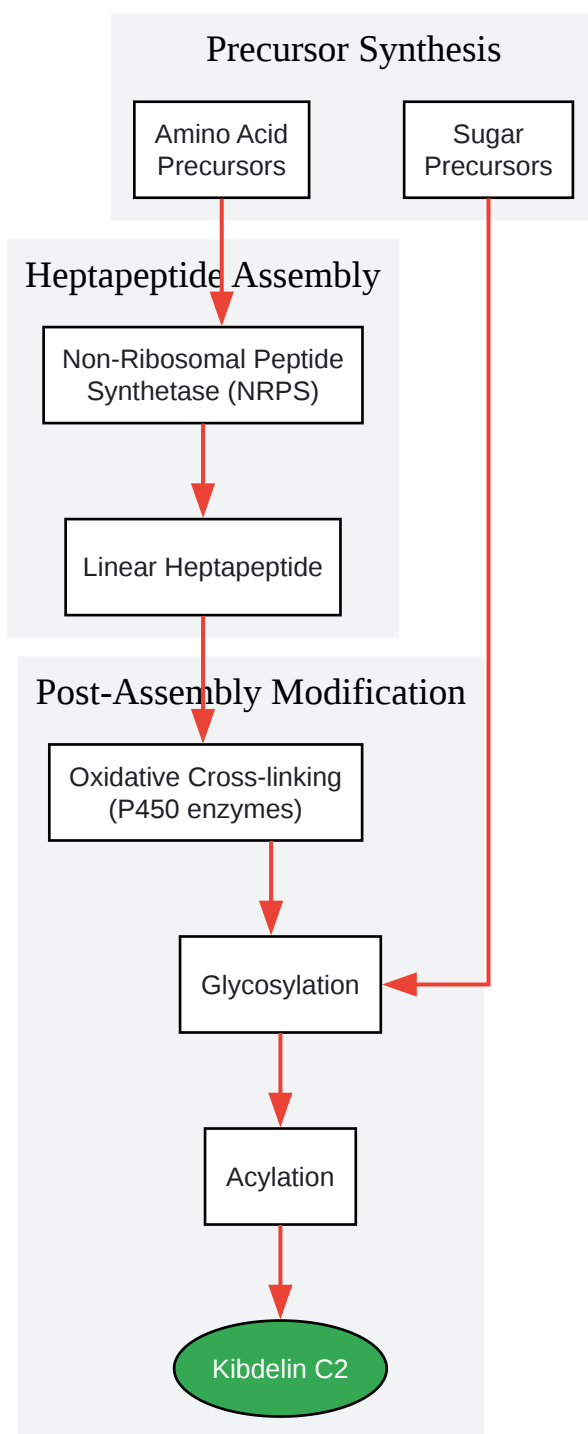 Precursor Synthesis
Amino Acid
Precursors
Sugar
Precursors
Heptapeptide Assembly
Non-Ribosomal Peptide
Synthetase (NRPS)
Linear Heptapeptide
Post-Assembly Modification
Oxidative Cross-linking
(P450 enzymes)
Glycosylation
Acylation
Kibdelin C2